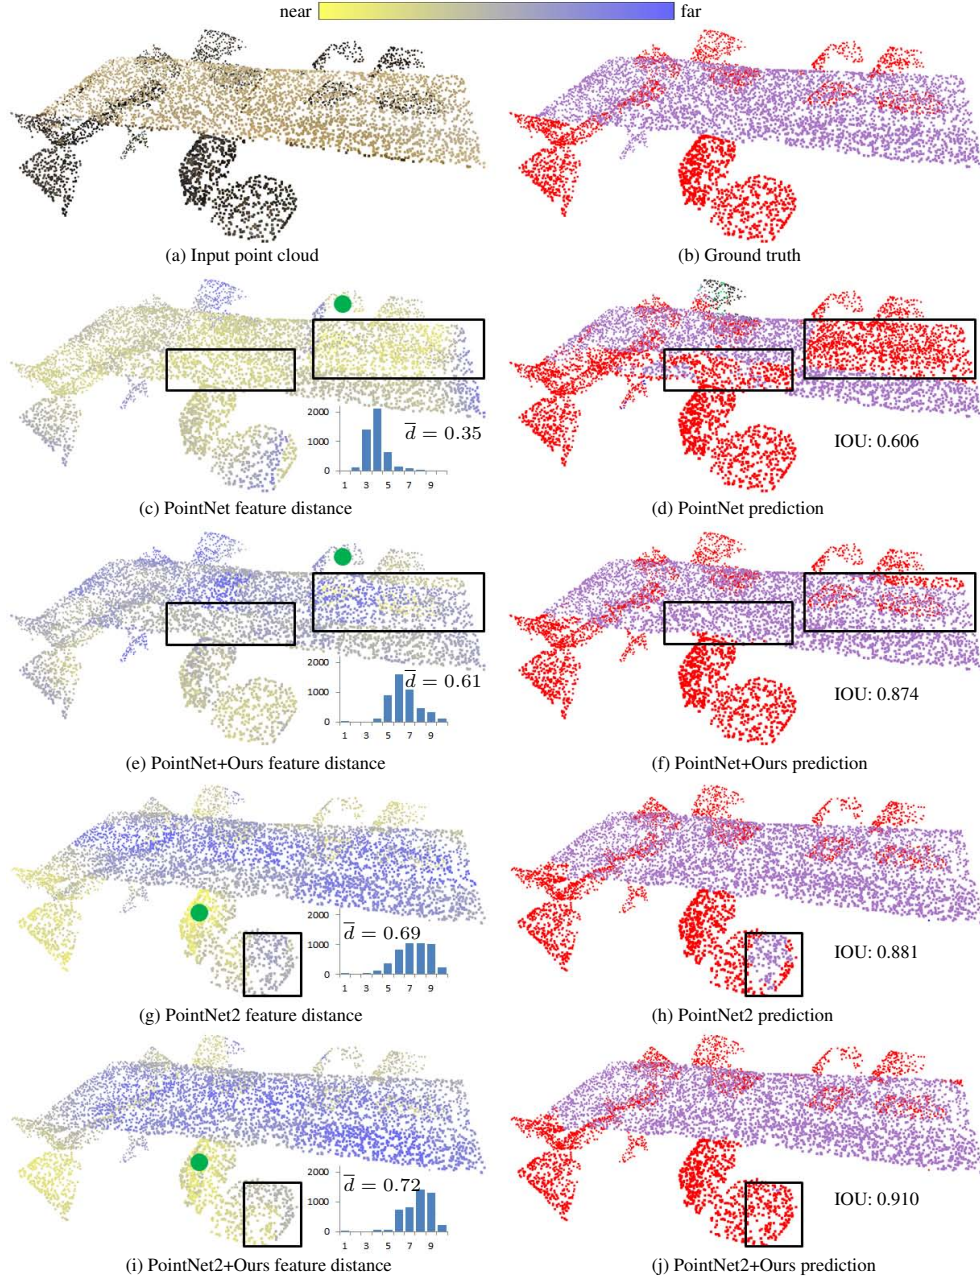 near far
(a) Input point cloud (b) Ground truth
2000
1000
0
1 3 5 7 9
d̅ = 0.35
IOU: 0.606
(c) PointNet feature distance (d) PointNet prediction
2000
1000
0
1 3 5 7 9
d̅ = 0.61
IOU: 0.874
(e) PointNet+Ours feature distance (f) PointNet+Ours prediction
2000
1000
0
1 3 5 7 9
d̅ = 0.69
IOU: 0.881
(g) PointNet2 feature distance (h) PointNet2 prediction
2000
1000
0
1 3 5 7 9
d̅ = 0.72
IOU: 0.910
(i) PointNet2+Ours feature distance (j) PointNet2+Ours prediction